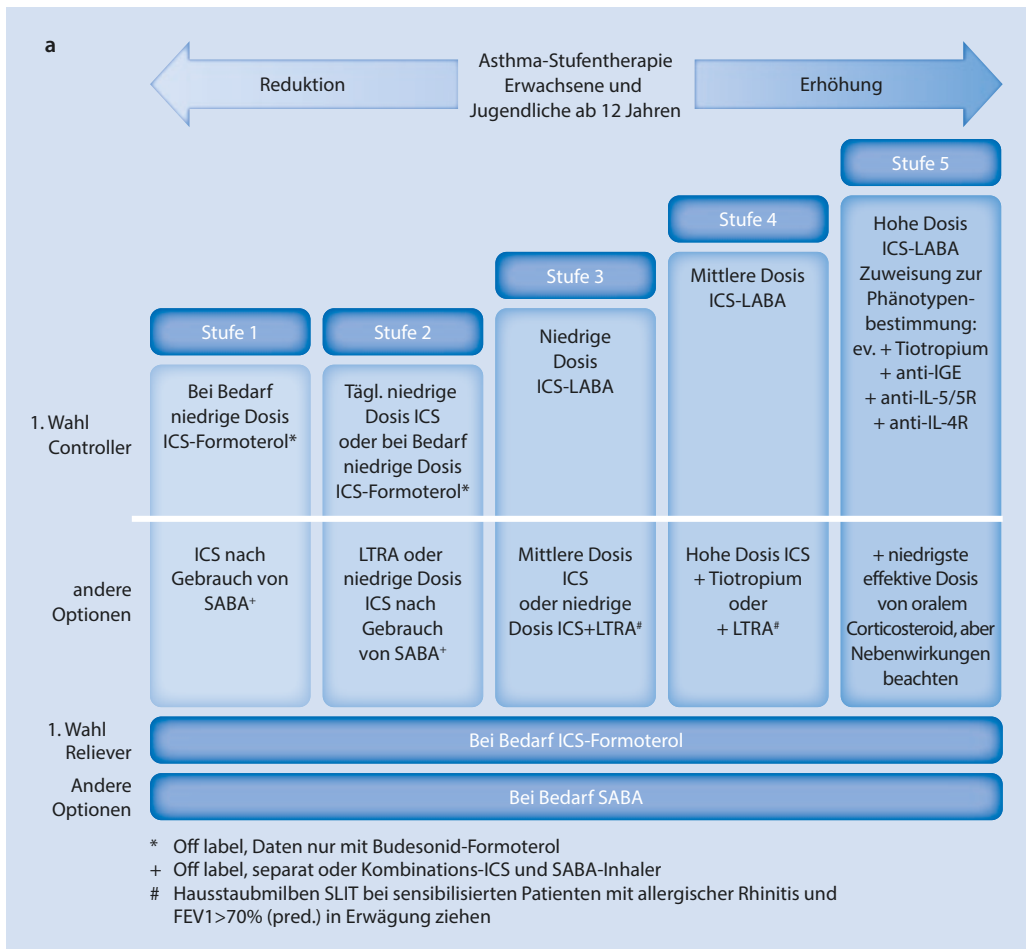 a
Reduktion
Asthma-Stufentherapie
Erwachsene und
Jugendliche ab 12 Jahren
Erhöhung
Stufe 1
Stufe 2
Stufe 3
Stufe 4
Stufe 5
1. Wahl
Controller
Bei Bedarf
niedrige Dosis
ICS-Formoterol*
Tägl. niedrige
Dosis ICS
oder bei Bedarf
niedrige Dosis
ICS-Formoterol*
Niedrige
Dosis
ICS-LABA
Mittlere Dosis
ICS-LABA
Hohe Dosis
ICS-LABA
Zuweisung zur
Phänotypen-
bestimmung:
ev. + Tiotropium
+ anti-IGE
+ anti-IL-5/5R
+ anti-IL-4R
andere
Optionen
ICS nach
Gebrauch von
SABA+
LTRA oder
niedrige Dosis
ICS nach
Gebrauch
von SABA+
Mittlere Dosis
ICS
oder niedrige
Dosis ICS+LTRA#
Hohe Dosis ICS
+ Tiotropium
oder
+ LTRA#
+ niedrigste
effektive Dosis
von oralem
Corticosteroid, aber
Nebenwirkungen
beachten
1. Wahl
Reliever
Bei Bedarf ICS-Formoterol
Andere
Optionen
Bei Bedarf SABA
* Off label, Daten nur mit Budesonid-Formoterol
+ Off label, separat oder Kombinations-ICS und SABA-Inhaler
# Hausstaubmilben SLIT bei sensibilisierten Patienten mit allergischer Rhinitis und
FEV1>70% (pred.) in Erwägung ziehen